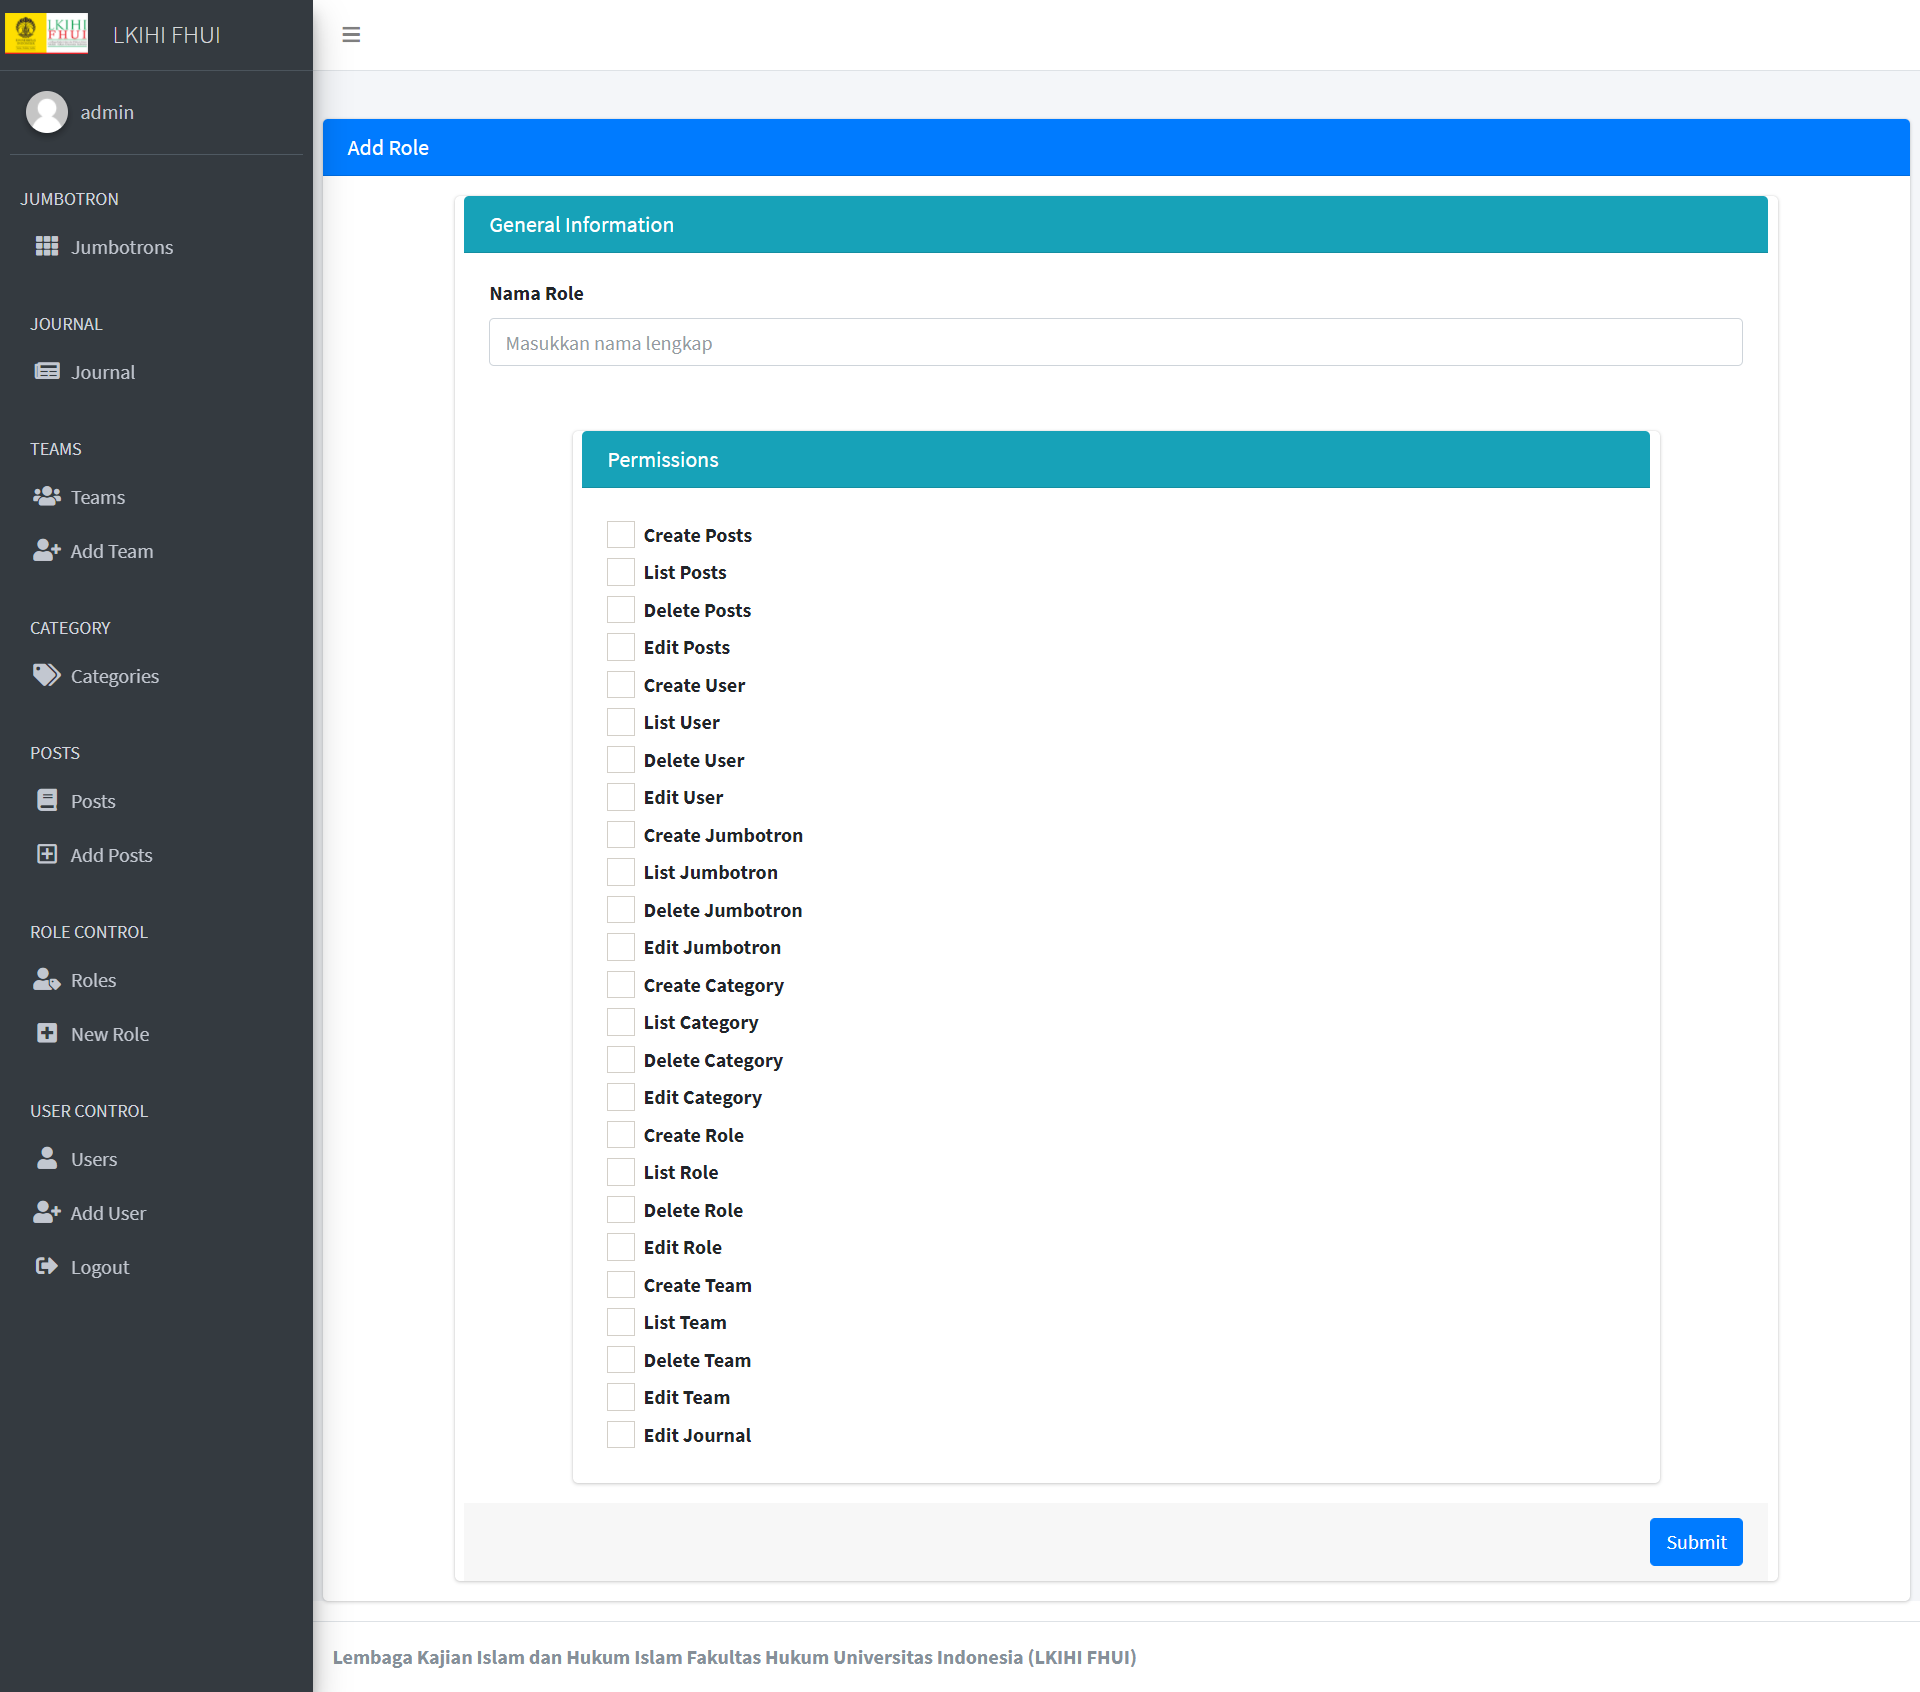 LKIHI
FHUI
LKIHI FHUI
admin
JUMBOTRON
Jumbotrons
JOURNAL
Journal
TEAMS
Teams
Add Team
CATEGORY
Categories
POSTS
Posts
Add Posts
ROLE CONTROL
Roles
New Role
USER CONTROL
Users
Add User
Logout
Add Role
General Information
Nama Role
Masukkan nama lengkap
Permissions
Create Posts
List Posts
Delete Posts
Edit Posts
Create User
List User
Delete User
Edit User
Create Jumbotron
List Jumbotron
Delete Jumbotron
Edit Jumbotron
Create Category
List Category
Delete Category
Edit Category
Create Role
List Role
Delete Role
Edit Role
Create Team
List Team
Delete Team
Edit Team
Edit Journal
Submit
Lembaga Kajian Islam dan Hukum Islam Fakultas Hukum Universitas Indonesia (LKIHI FHUI)